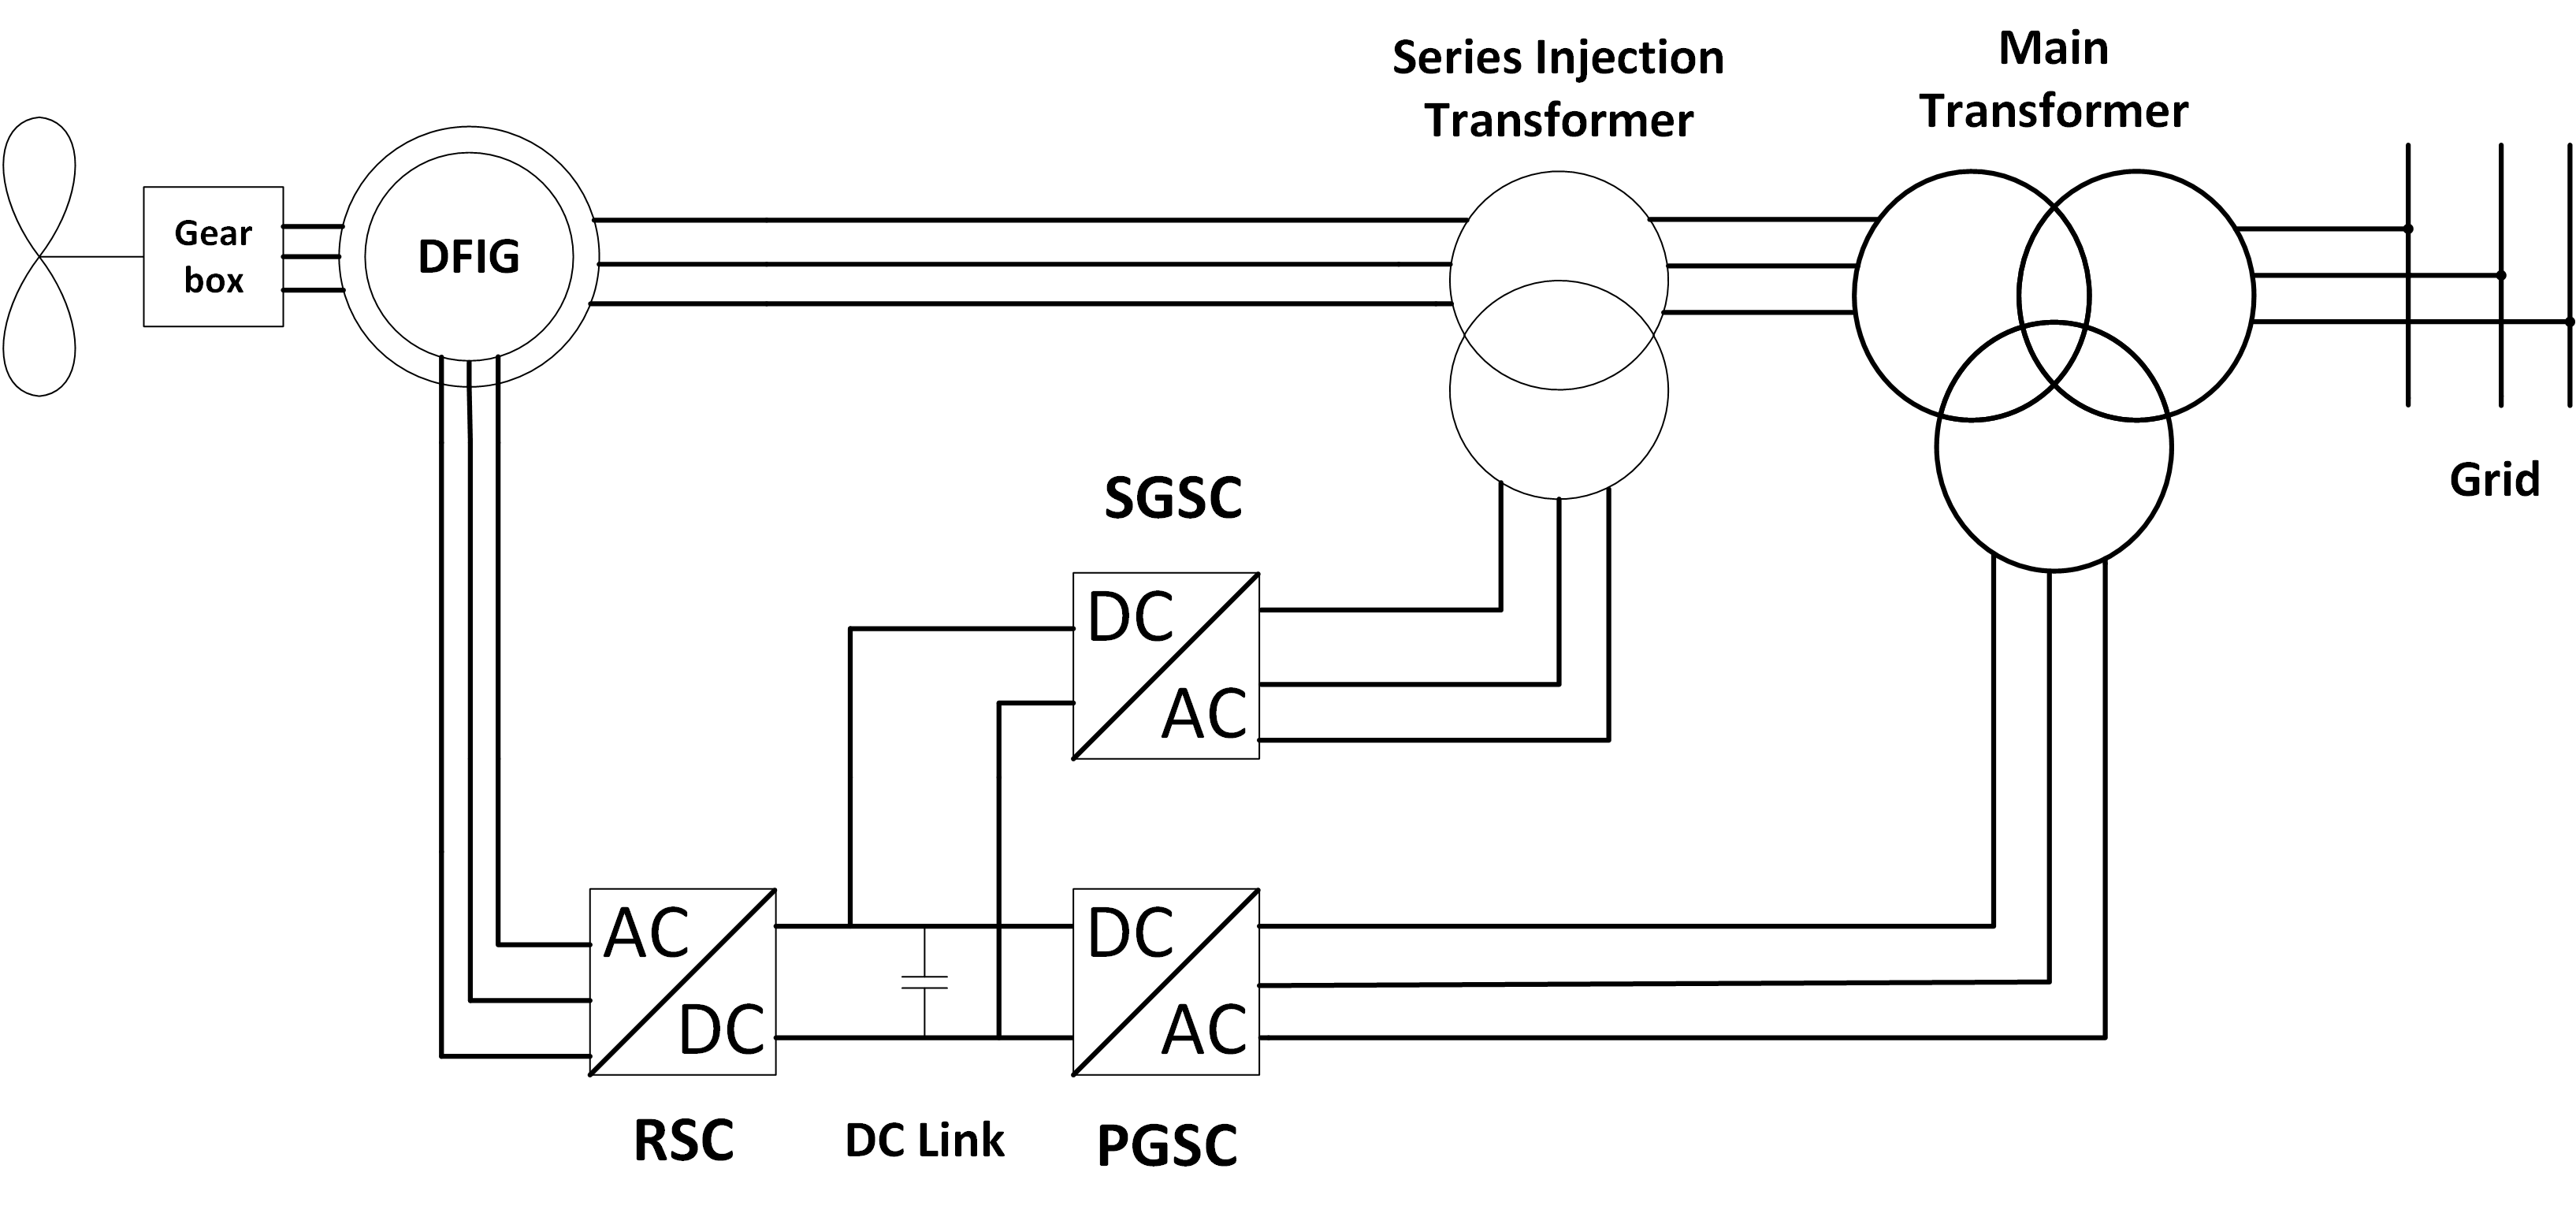 Series Injection
Transformer
Main
Transformer
Gear
box
DFIG
Grid
SGSC
DC
AC
AC
DC
DC
AC
RSC
DC Link
PGSC